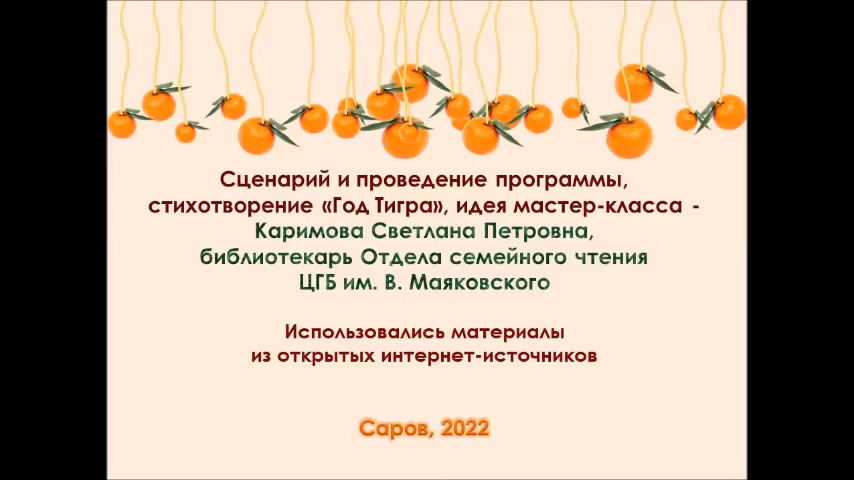 Сценарий и проведение программы,
стихотворение «Год Тигра», идея мастер-класса -
Каримова Светлана Петровна,
библиотекарь Отдела семейного чтения
ЦГБ им. В. Маяковского
Использовались материалы
из открытых интернет-источников
Саров, 2022